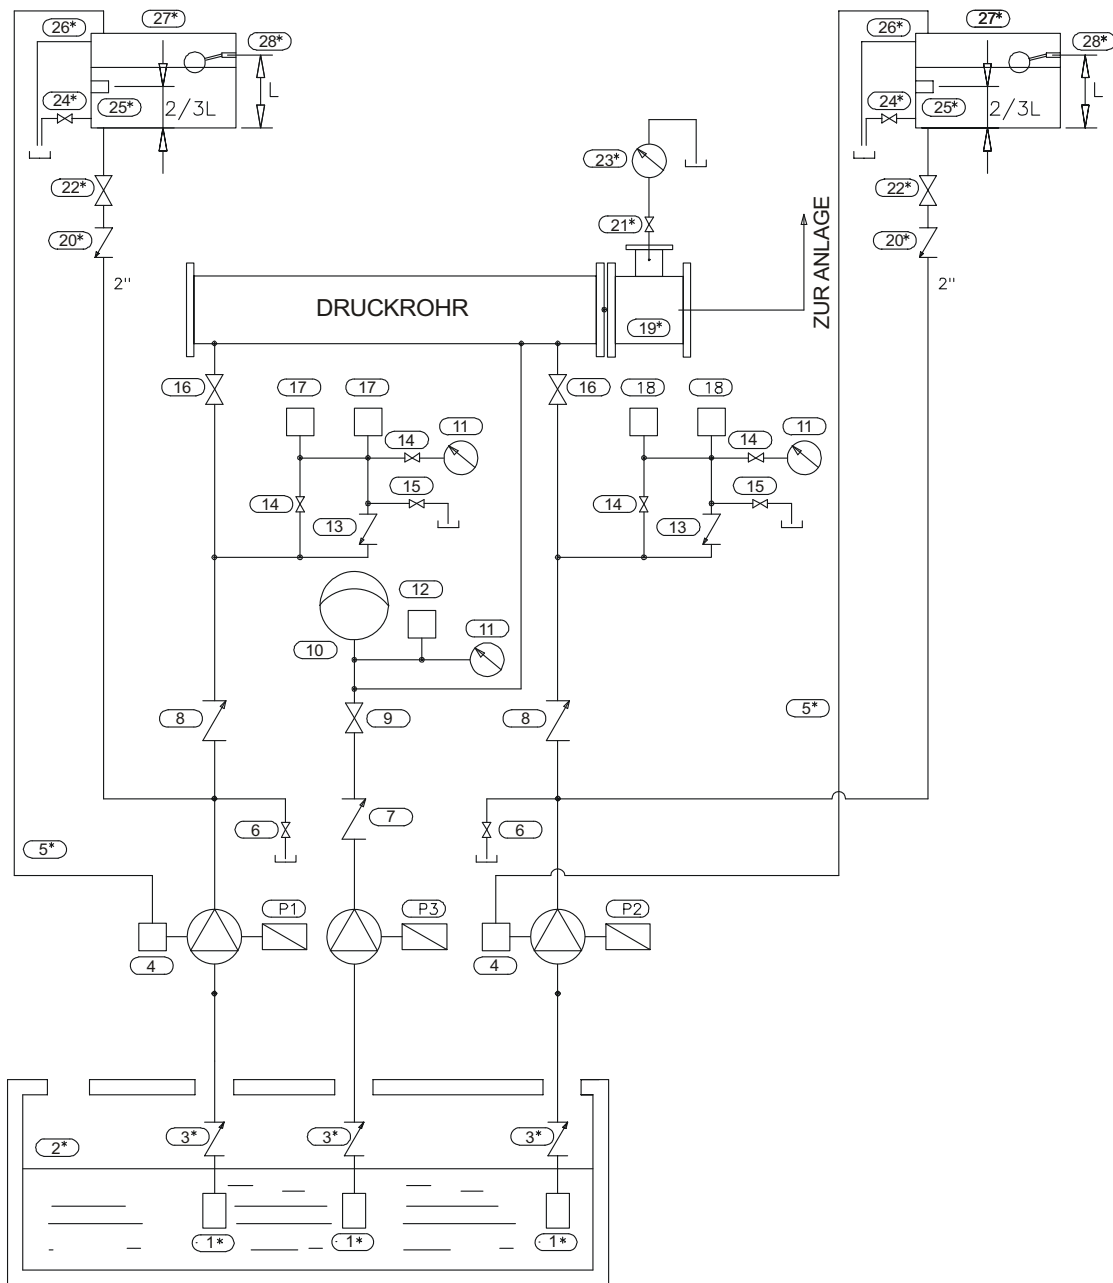 26* 27* 28* 26* 27* 28*
L L
24* 25* 2/3L 24* 25* 2/3L
23*
22* 22*
21*
20* 20*
2" 2"
ZUR ANLAGE
DRUCKROHR
19*
16 17 17 16 18 18
14 11 14 11
15 15
14 14
13 13
12
11
10
8 9 8 5*
7
6 6
5*
P1 P3 P2
4 4
3* 3* 3*
2*
1* 1* 1*